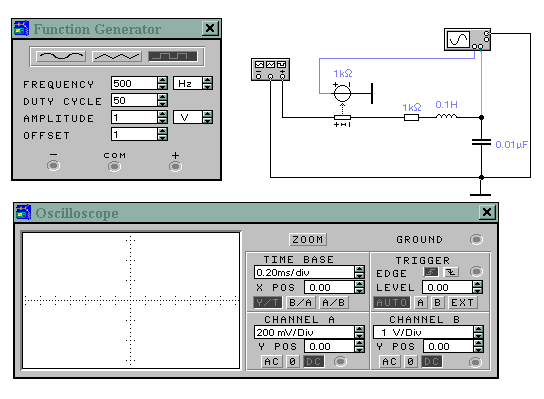 Function Generator
FREQUENCY 500 Hz
DUTY CYCLE 50
AMPLITUDE 1 V
OFFSET 1
− COM +
1kΩ
1kΩ
0.1H
0.01µF
Oscilloscope
ZOOM GROUND
TIME BASE
0.20ms/div
X POS 0.00
Y/T B/A A/B
TRIGGER
EDGE
LEVEL 0.00
AUTO A B EXT
CHANNEL A
200 mV/Div
Y POS 0.00
AC 0 DC
CHANNEL B
1 V/Div
Y POS 0.00
AC 0 DC